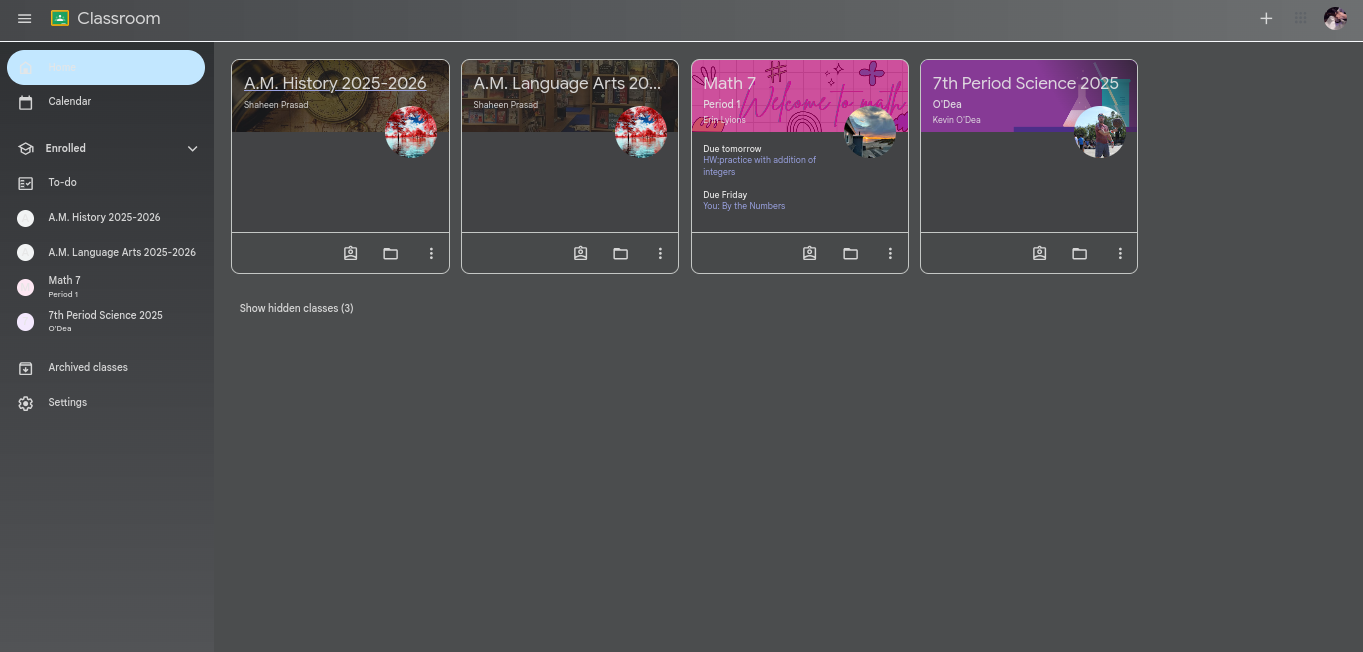 Classroom
Home
Calendar
Enrolled
To-do
A.M. History 2025-2026
A.M. Language Arts 2025-2026
Math 7
Period 1
7th Period Science 2025
O'Dea
Archived classes
Settings
A.M. History 2025-2026
Shaheen Prasad
A.M. Language Arts 20...
Shaheen Prasad
Math 7
Period 1
Erin Lyions
Welcome to math
Due tomorrow
HW:practice with addition of
integers
Due Friday
You: By the Numbers
7th Period Science 2025
O'Dea
Kevin O'Dea
Show hidden classes (3)